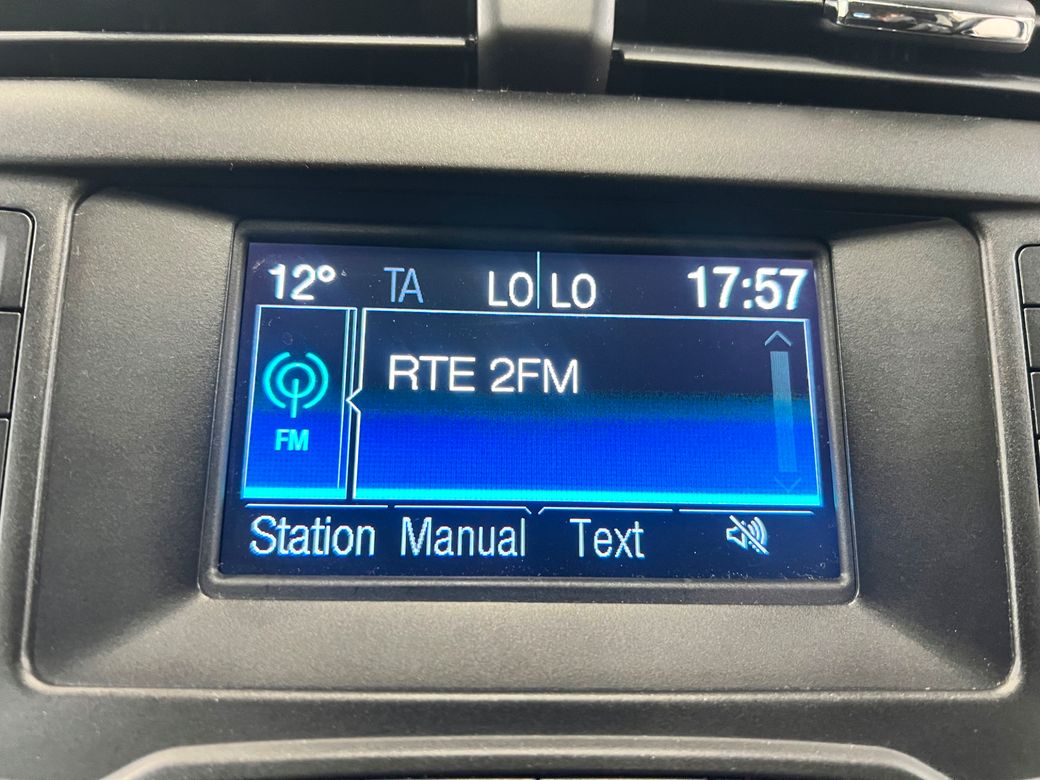 12° TA LO LO 17:57
RTE 2FM
FM
Station Manual Text